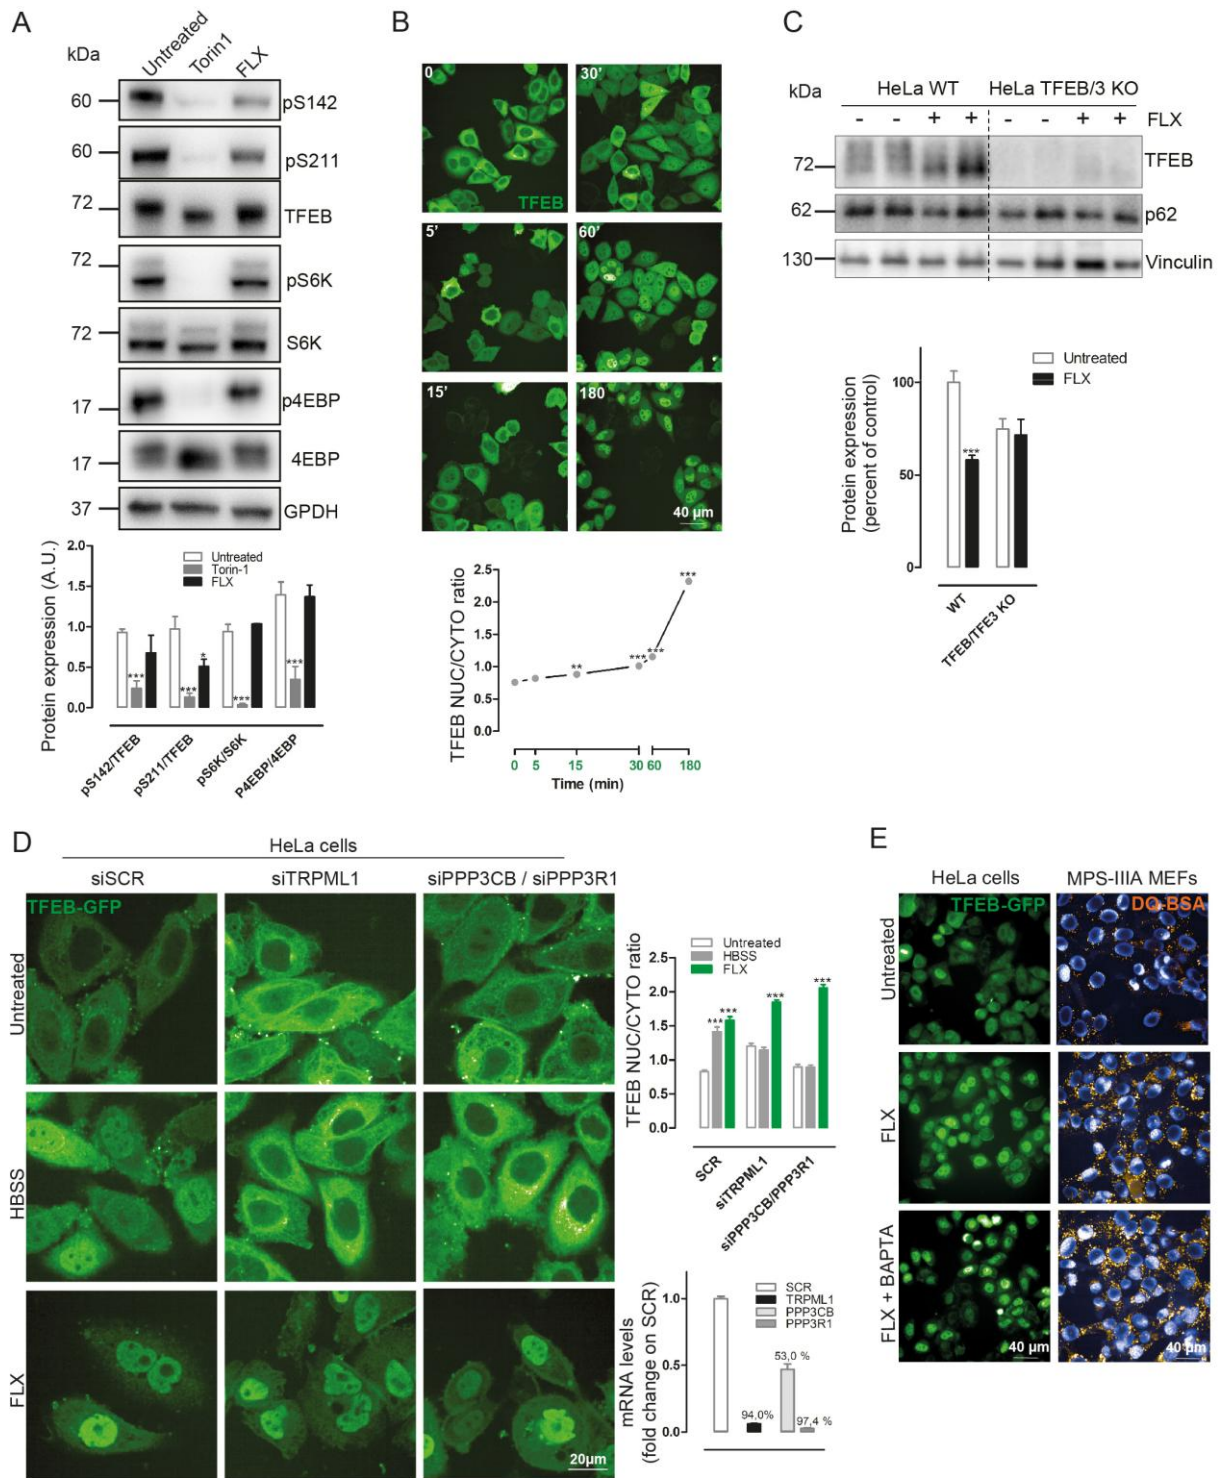 A
kDa
Untreated
Torin1
FLX
60
pS142
60
pS211
72
TFEB
72
pS6K
72
S6K
17
p4EBP
17
4EBP
37
GPDH
Protein expression (A.U.)
2.0
1.5
1.0
0.5
0.0
Untreated
Torin-1
FLX
***
***
*
***
***
pS142/TFEB
pS211/TFEB
pS6K/S6K
P4EBP/4EBP
B
0
30'
TFEB
5'
60'
15'
180
40 µm
TFEB NUC/CYTO ratio
2.5
2.0
1.5
1.0
0.5
0.0
**
***
***
***
0 5 15 30 60 180
Time (min)
C
kDa
HeLa WT
HeLa TFEB/3 KO
- - + + - - + + FLX
72
TFEB
62
p62
130
Vinculin
Protein expression
(percent of control)
100
50
0
Untreated
FLX
***
WT
TFEB/TFE3 KO
D
HeLa cells
siSCR
siTRPML1
siPPP3CB / siPPP3R1
TFEB-GFP
Untreated
HBSS
FLX
20µm
TFEB NUC/CYTO ratio
2.5
2.0
1.5
1.0
0.5
0.0
Untreated
HBSS
FLX
***
***
***
***
SCR
siTRPML1
siPPP3CB/PPP3R1
mRNA levels
(fold change on SCR)
1.0
0.5
0.0
SCR
TRPML1
PPP3CB
PPP3R1
94,0%
53,0 %
97,4 %
E
HeLa cells
MPS-IIIA MEFs
TFEB-GFP
DQ-BSA
Untreated
FLX
FLX + BAPTA
40 µm
40 µm